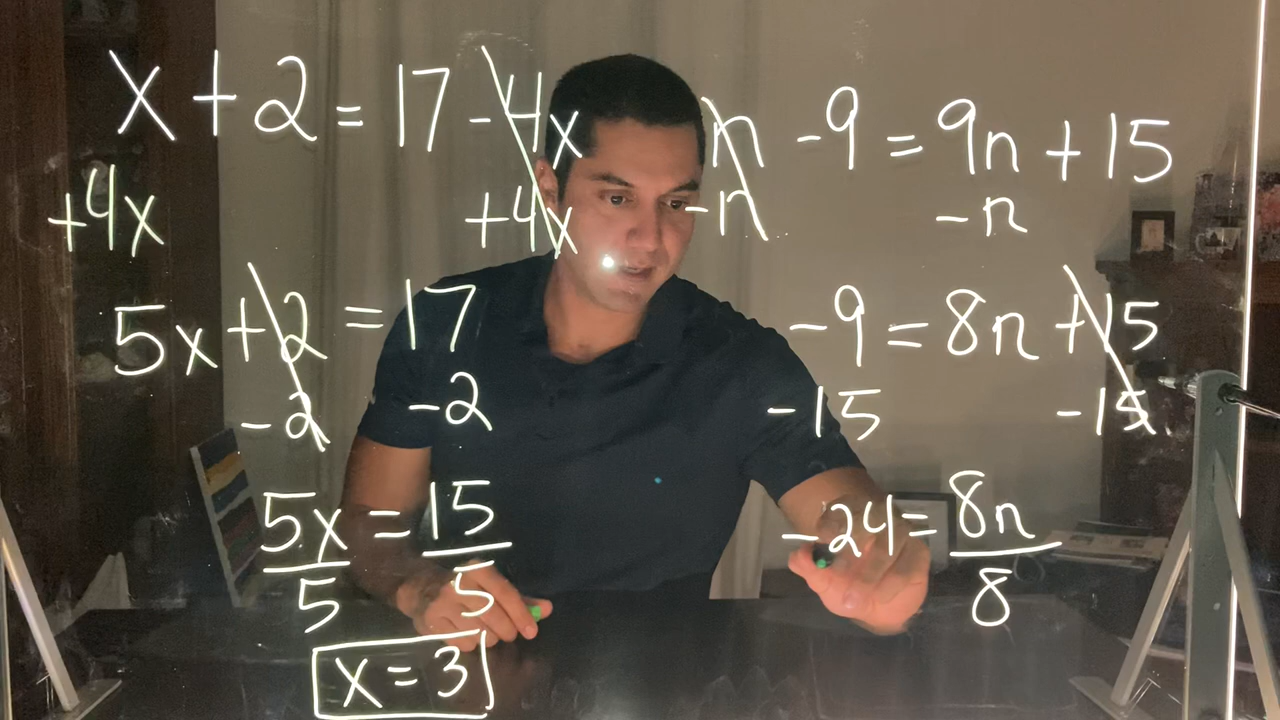 x + 2 = 17 - 4x
+4x +4x
5x + 2 = 17
- 2 - 2
5x = 15
5 5
x = 3
n - 9 = 9n + 15
- n - n
- 9 = 8n + 15
- 15 - 15
- 24 = 8n
8